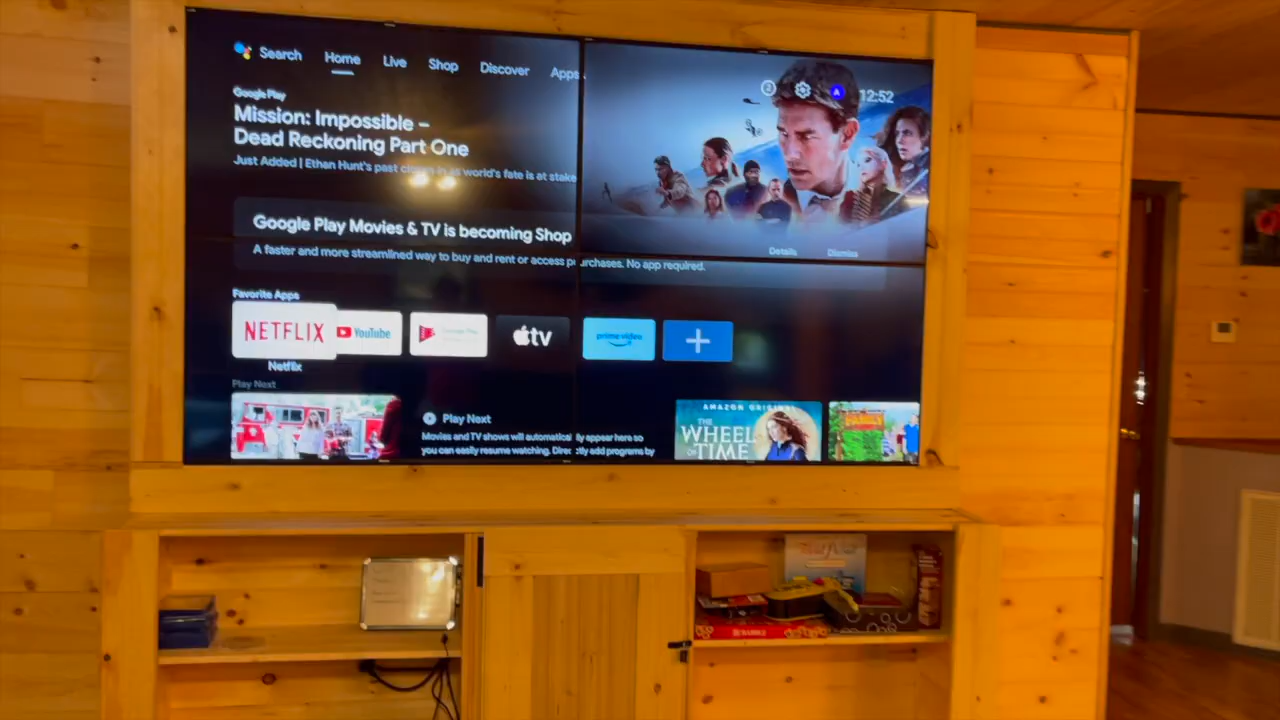 Search Home Live Shop Discover Apps
2 A 12:52
Google Play
Mission: Impossible –
Dead Reckoning Part One
Just Added | Ethan Hunt's past world's fate is at stake
Google Play Movies & TV is becoming Shop
A faster and more streamlined way to buy and rent or access purchases. No app required.
Details Dismiss
Favorite Apps
NETFLIX YouTube Google Play tv prime video
Netflix
Play Next
Play Next
Movies and TV shows will automatically appear here so
you can easily resume watching. Directly add programs by
AMAZON ORIGINAL
THE
WHEEL
OF TIME
FAMILY